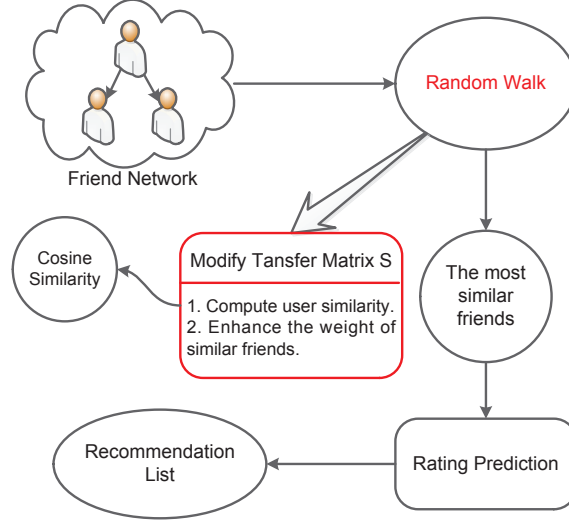 Random Walk
Friend Network
Cosine
Similarity
Modify Tansfer Matrix S
1. Compute user similarity.
2. Enhance the weight of
similar friends.
The most
similar
friends
Recommendation
List
Rating Prediction